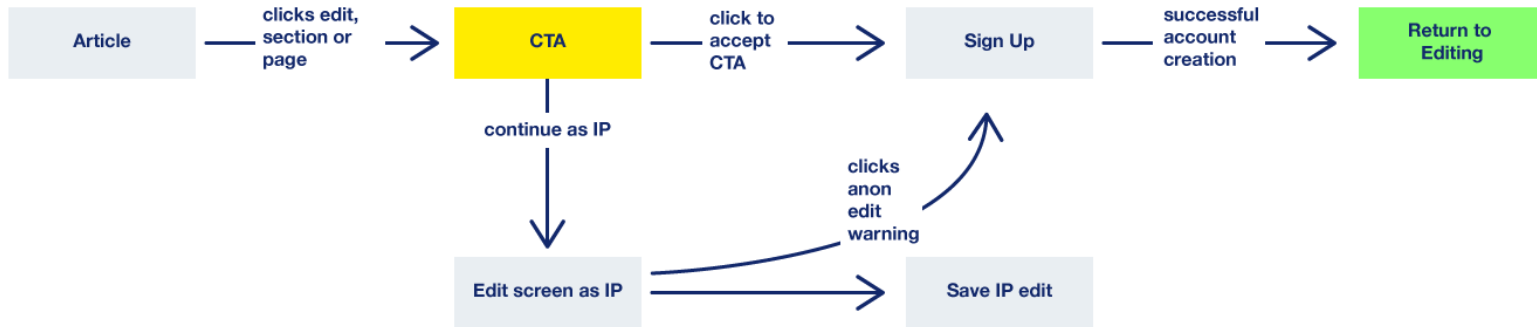 Article
clicks edit,
section or
page
CTA
click to
accept
CTA
Sign Up
successful
account
creation
Return to
Editing
continue as IP
clicks
anon
edit
warning
Edit screen as IP
Save IP edit